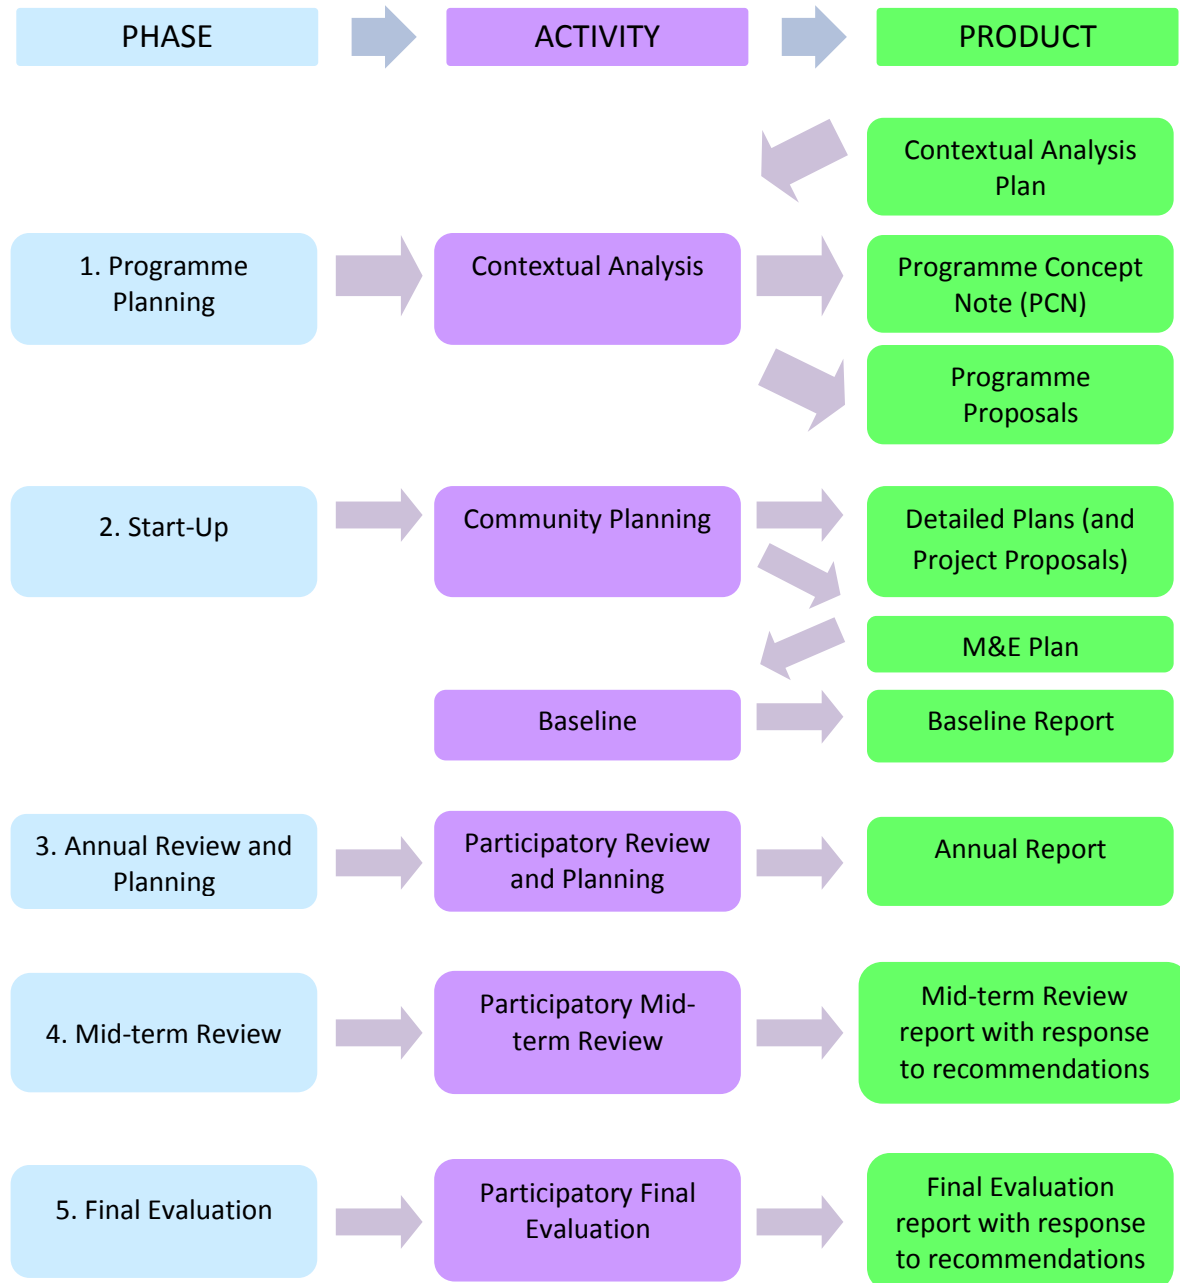 PHASE
ACTIVITY
PRODUCT
Contextual Analysis
Plan
1. Programme
Planning
Contextual Analysis
Programme Concept
Note (PCN)
Programme
Proposals
2. Start-Up
Community Planning
Detailed Plans (and
Project Proposals)
M&E Plan
Baseline
Baseline Report
3. Annual Review and
Planning
Participatory Review
and Planning
Annual Report
4. Mid-term Review
Participatory Mid-
term Review
Mid-term Review
report with response
to recommendations
5. Final Evaluation
Participatory Final
Evaluation
Final Evaluation
report with response
to recommendations